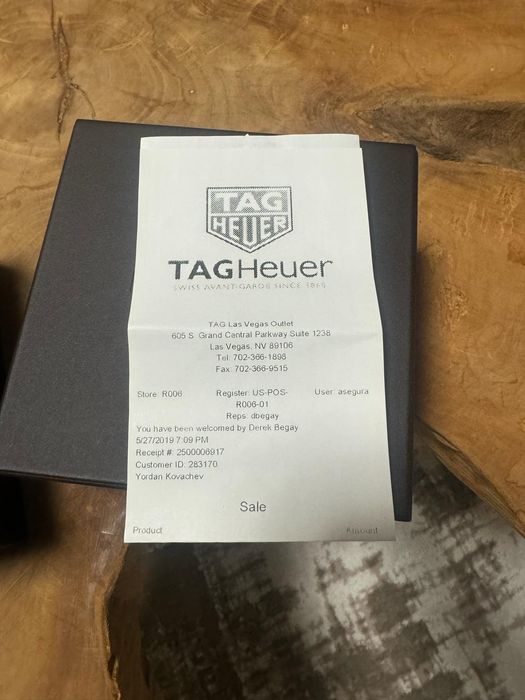 TAG
HEUER
TAGHeuer
SWISS AVANT-GARDE SINCE 1860
TAG Las Vegas Outlet
605 S. Grand Central Parkway Suite 1238
Las Vegas, NV 89106
Tel: 702-366-1898
Fax: 702-366-9515
Store: R006 Register: US-POS- User: asegura
R006-01
Reps: dbegay
You have been welcomed by Derek Begay
5/27/2019 7:09 PM
Receipt #: 2500006917
Customer ID: 283170
Yordan Kovachev
Sale
Product Amount